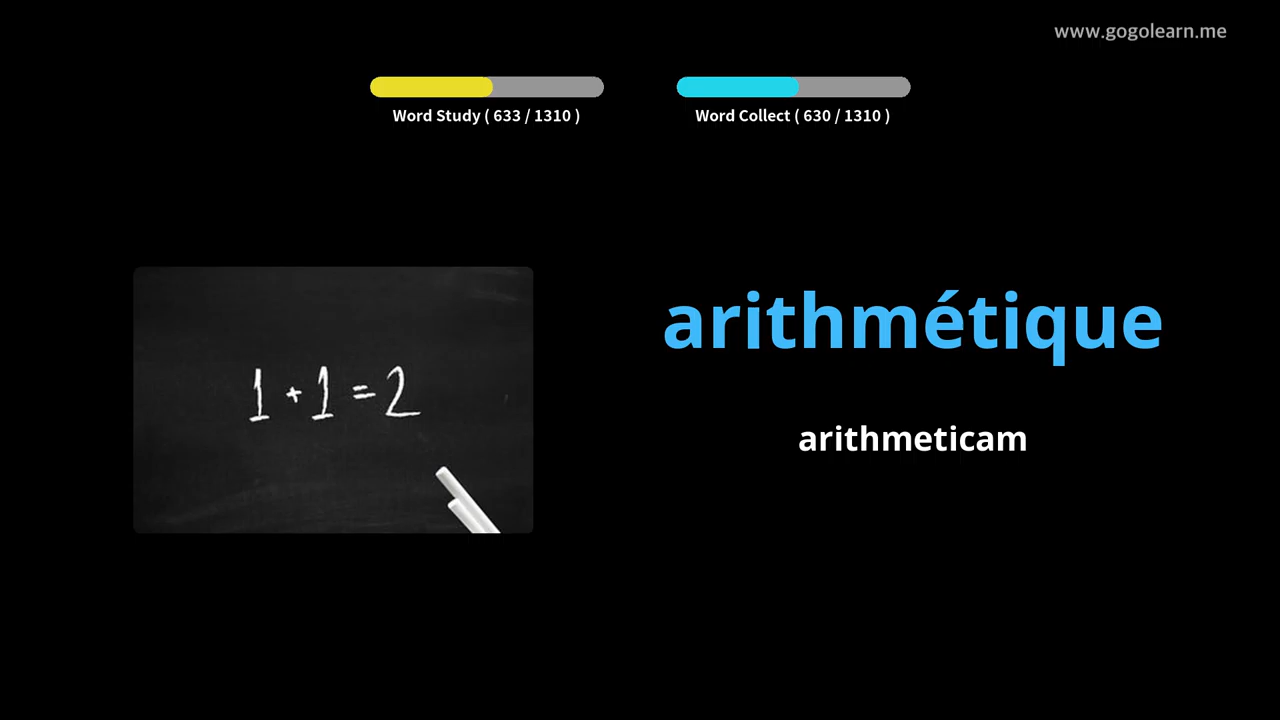 www.gogolearn.me
Word Study ( 633 / 1310 )
Word Collect ( 630 / 1310 )
1 + 1 = 2
arithmétique
arithmeticam